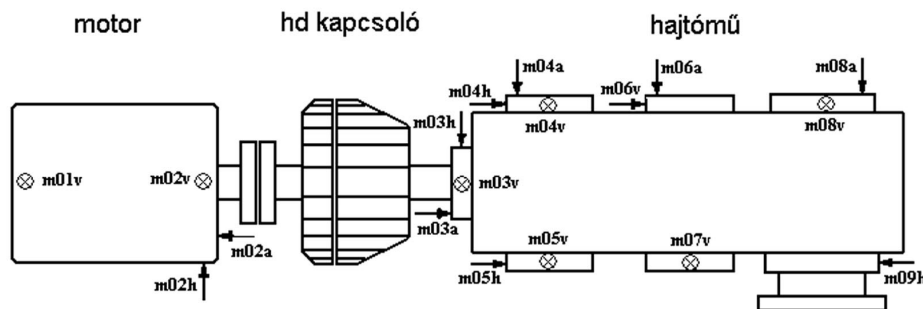 motor hd kapcsoló hajtómű
m04a m06a m08a
m04h m06v
m03h m04v m08v
m01v m02v m03v
m03a m05v m07v
m02a
m02h m05h m09h